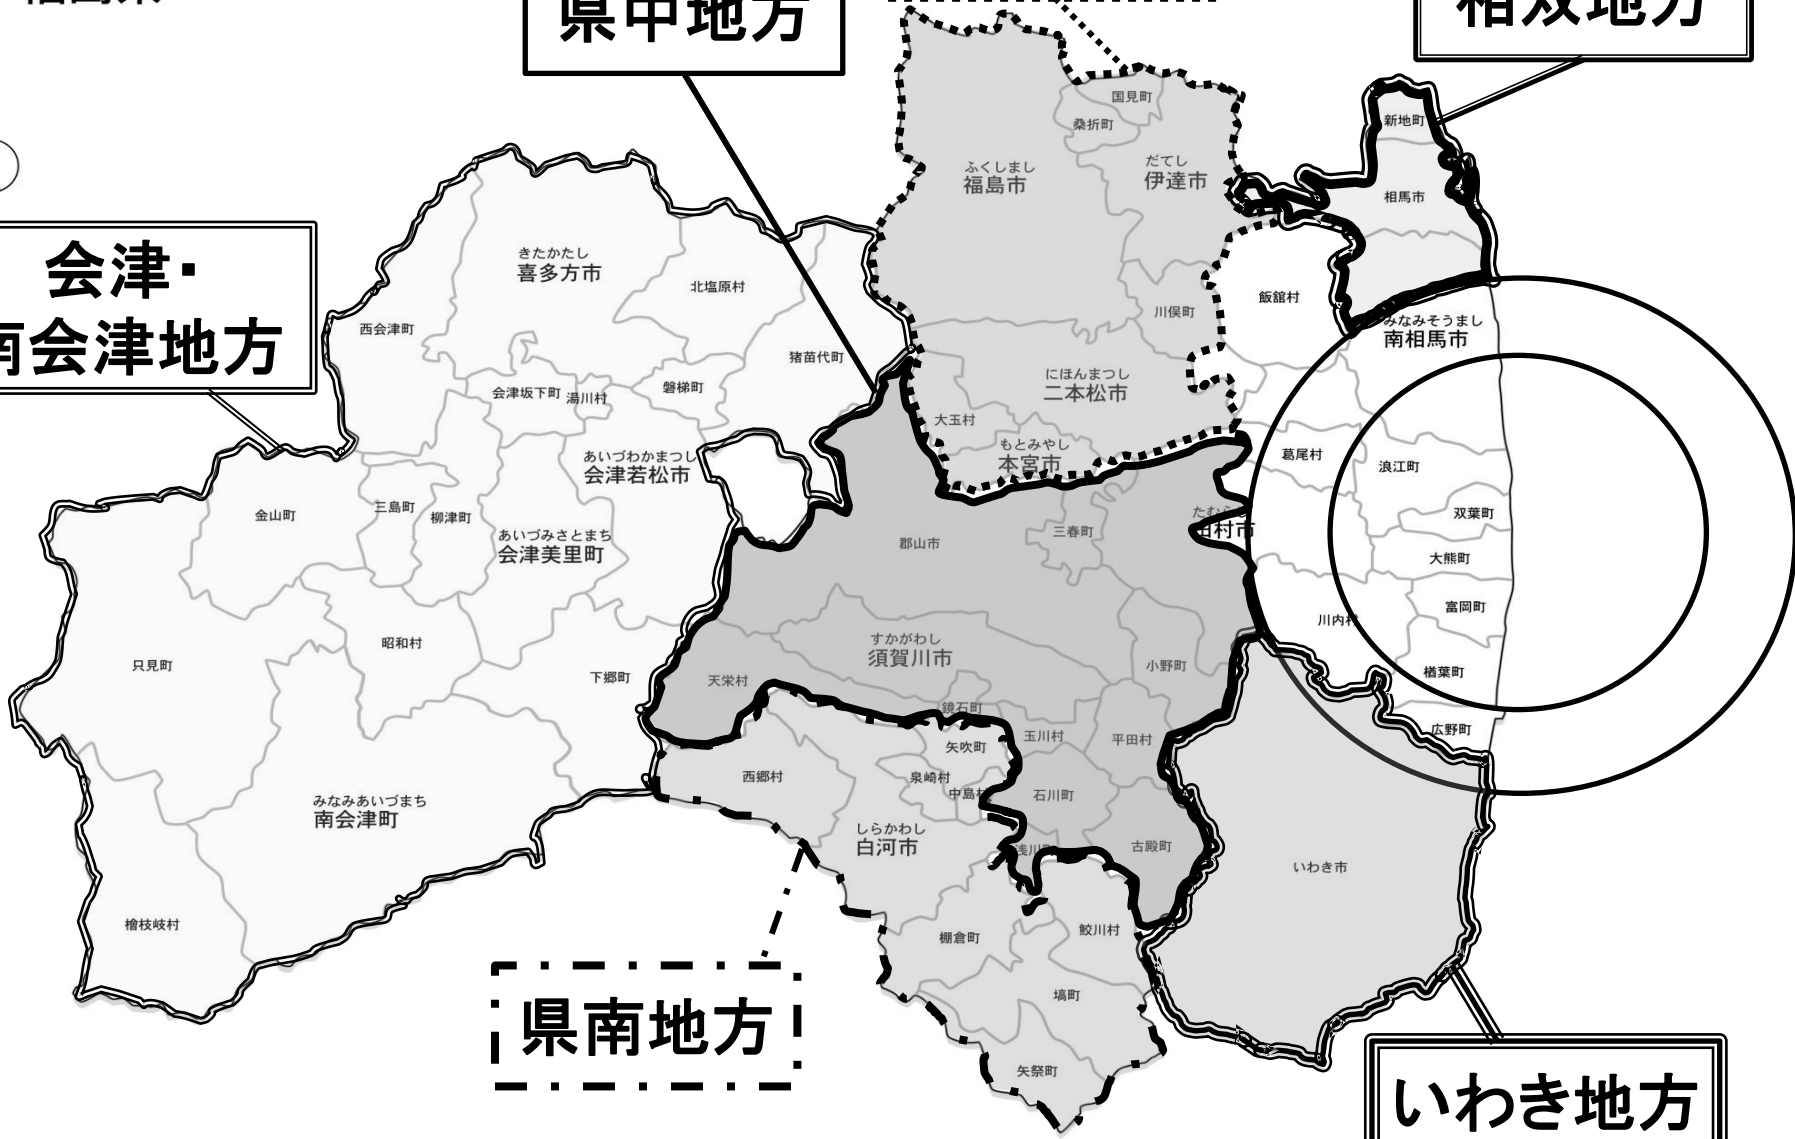 県中地方
相双地方
国見町
桑折町
新地町
ふくしまし
福島市
だてし
伊達市
相馬市
会津・
南会津地方
きたかたし
喜多方市
北塩原村
飯舘村
川俣町
西会津町
みなみそうまし
南相馬市
猪苗代町
にほんまつし
二本松市
会津坂下町
湯川村
磐梯町
大玉村
もとみやし
本宮市
あいづわかまつし
会津若松市
葛尾村
浪江町
金山町
三島町
柳津町
双葉町
たむらし
田村市
三春町
郡山市
あいづみさとまち
会津美里町
大熊町
富岡町
川内村
昭和村
すかがわし
須賀川市
只見町
小野町
楢葉町
下郷町
天栄村
鏡石町
広野町
玉川村
平田村
矢吹町
西郷村
泉崎村
中島村
石川町
みなみあいづまち
南会津町
しらかわし
白河市
浅川町
古殿町
いわき市
檜枝岐村
棚倉町
鮫川村
塙町
県南地方
矢祭町
いわき地方